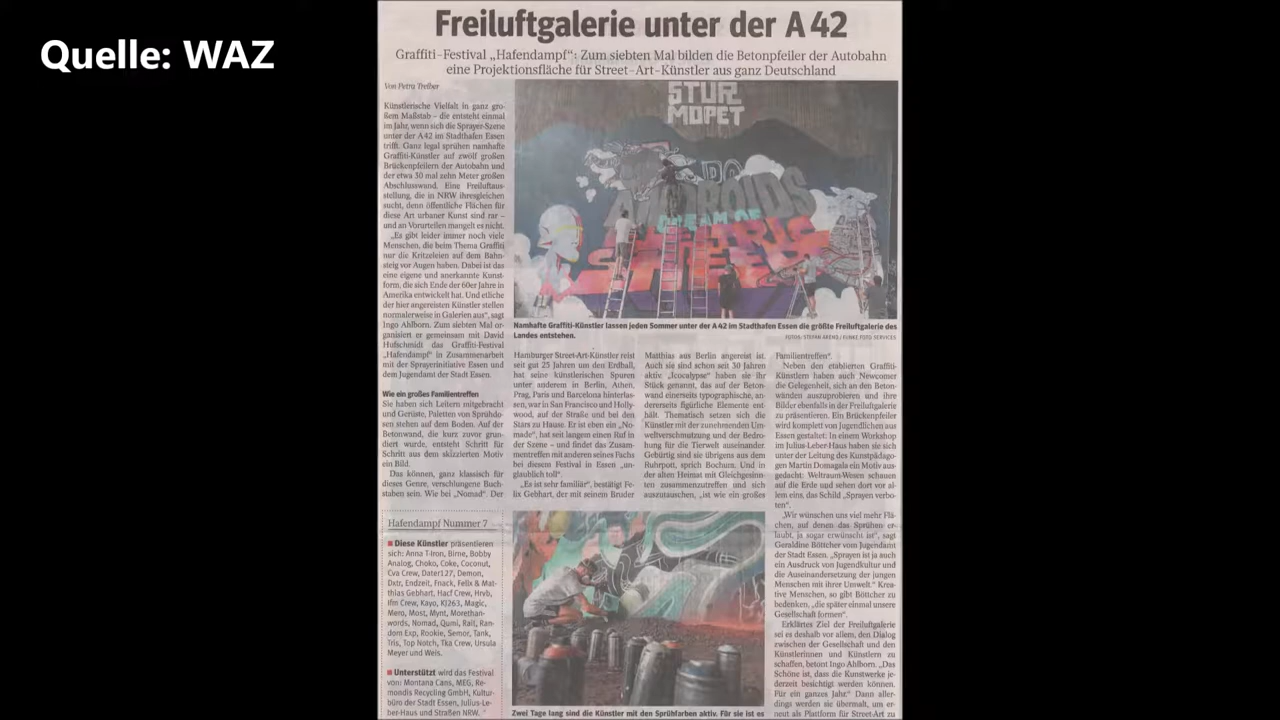 Quelle: WAZ
Freiluftgalerie unter der A 42
Graffiti-Festival „Hafendampf“: Zum siebten Mal bilden die Betonpfeiler der Autobahn
eine Projektionsfläche für Street-Art-Künstler aus ganz Deutschland
Von Petra Treiber
Künstlerische Vielfalt in ganz gro-
ßem Maßstab – die entsteht einmal
im Jahr, wenn sich die Sprayer-Szene
unter der A 42 im Stadthafen Essen
trifft. Ganz legal sprühen namhafte
Graffiti-Künstler auf zwölf großen
Brückenpfeilern der Autobahn und
der etwa 30 mal zehn Meter großen
Abschlusswand. Eine Freiluftaus-
stellung, die in NRW ihresgleichen
sucht, denn öffentliche Flächen für
diese Art urbaner Kunst sind rar –
und an Vorurteilen mangelt es nicht.
„Es gibt leider immer noch viele
Menschen, die beim Thema Graffiti
nur die Kritzeleien auf dem Bahn-
steig vor Augen haben. Dabei ist das
eine eigene und anerkannte Kunst-
form, die sich Ende der 60er Jahre in
Amerika entwickelt hat. Und etliche
der hier angereisten Künstler stellen
normalerweise in Galerien aus“, sagt
Ingo Ahlborn. Zum siebten Mal or-
ganisiert er gemeinsam mit David
Hufschmidt das Graffiti-Festival
„Hafendampf“ in Zusammenarbeit
mit der Sprayerinitiative Essen und
dem Jugendamt der Stadt Essen.
Wie ein großes Familientreffen
Sie haben sich Leitern mitgebracht
und Gerüste, Paletten von Sprühdo-
sen stehen auf dem Boden. Auf der
Betonwand, die kurz zuvor grun-
diert wurde, entsteht Schritt für
Schritt aus dem skizzierten Motiv
ein Bild.
Das können, ganz klassisch für
dieses Genre, verschlungene Buch-
staben sein. Wie bei „Nomad“. Der
STUR
MOPET
DO
ANDROIDS
DREAM OF
ELECTRIC
SHEEP
Namhafte Graffiti-Künstler lassen jeden Sommer unter der A 42 im Stadthafen Essen die größte Freiluftgalerie des
Landes entstehen.
FOTOS: STEFAN AREND / FUNKE FOTO SERVICES
Hamburger Street-Art-Künstler reist
seit gut 25 Jahren um den Erdball,
hat seine künstlerischen Spuren
unter anderem in Berlin, Athen,
Prag, Paris und Barcelona hinterlas-
sen, war in San Francisco und Holly-
wood, auf der Straße und bei den
Stars zu Hause. Er ist eben ein „No-
made“, hat seit langem einen Ruf in
der Szene – und findet das Zusam-
mentreffen mit anderen seines Fachs
bei diesem Festival in Essen „un-
glaublich toll“.
„Es ist sehr familiär“, bestätigt Fe-
lix Gebhart, der mit seinem Bruder
Matthias aus Berlin angereist ist.
Auch sie sind schon seit 30 Jahren
aktiv. „Icocalypse“ haben sie ihr
Stück genannt, das auf der Beton-
wand einerseits typographische, an-
dererseits figürliche Elemente ent-
hält. Thematisch setzen sich die
Künstler mit der zunehmenden Um-
weltverschmutzung und der Bedro-
hung für die Tierwelt auseinander.
Gebürtig sind sie übrigens aus dem
Ruhrpott, sprich Bochum. Und in
der alten Heimat mit Gleichgesinn-
ten zusammenzutreffen und sich
auszutauschen, „ist wie ein großes
Familientreffen“.
Neben den etablierten Graffiti-
Künstlern haben auch Newcomer
die Gelegenheit, sich an den Beton-
wänden auszuprobieren und ihre
Bilder ebenfalls in der Freiluftgalerie
zu präsentieren. Ein Brückenpfeiler
wird komplett von Jugendlichen aus
Essen gestaltet: In einem Workshop
im Julius-Leber-Haus haben sie sich
unter der Leitung des Kunstpädago-
gen Martin Domagala ein Motiv aus-
gedacht: Weltraum-Wesen schauen
auf die Erde und sehen dort vor al-
lem eins, das Schild „Sprayen verbo-
ten“.
„Wir wünschen uns viel mehr Flä-
chen, auf denen das Sprühen er-
laubt, ja sogar erwünscht ist“, sagt
Geraldine Böttcher vom Jugendamt
der Stadt Essen. „Sprayen ist ja auch
ein Ausdruck von Jugendkultur und
die Auseinandersetzung der jungen
Menschen mit ihrer Umwelt.“ Krea-
tive Menschen, so gibt Böttcher zu
bedenken, „die später einmal unsere
Gesellschaft formen“.
Erklärtes Ziel der Freiluftgalerie
sei es deshalb vor allem, den Dialog
zwischen der Gesellschaft und den
Künstlerinnen und Künstlern zu
schaffen, betont Ingo Ahlborn. „Das
Schöne ist, dass die Kunstwerke je-
derzeit besichtigt werden können.
Für ein ganzes Jahr.“ Dann aller-
dings werden sie übermalt, um er-
neut als Plattform für Street-Art zu
Hafendampf Nummer 7
Diese Künstler präsentieren
sich: Anna T-Iron, Birne, Bobby
Analog, Choko, Coke, Coconut,
Cva Crew, Dater127, Demon,
Dxtr, Endzeit, Fnack, Felix & Mat-
thias Gebhart, Hacf Crew, Hrvb,
Ifm Crew, Kayo, KJ263, Magic,
Mero, Most, Mynt, Morethan-
words, Nomad, Qumi, Rail, Ran-
dom Exp, Rookie, Semor, Tank,
Tris, Top Notch, Tka Crew, Ursula
Meyer und Weis.
Unterstützt wird das Festival
von: Montana Cans, MEG, Re-
mondis Recycling GmbH, Kultur-
büro der Stadt Essen, Julius-Le-
ber-Haus und Straßen NRW.
Zwei Tage lang sind die Künstler mit den Sprühfarben aktiv. Für sie ist es